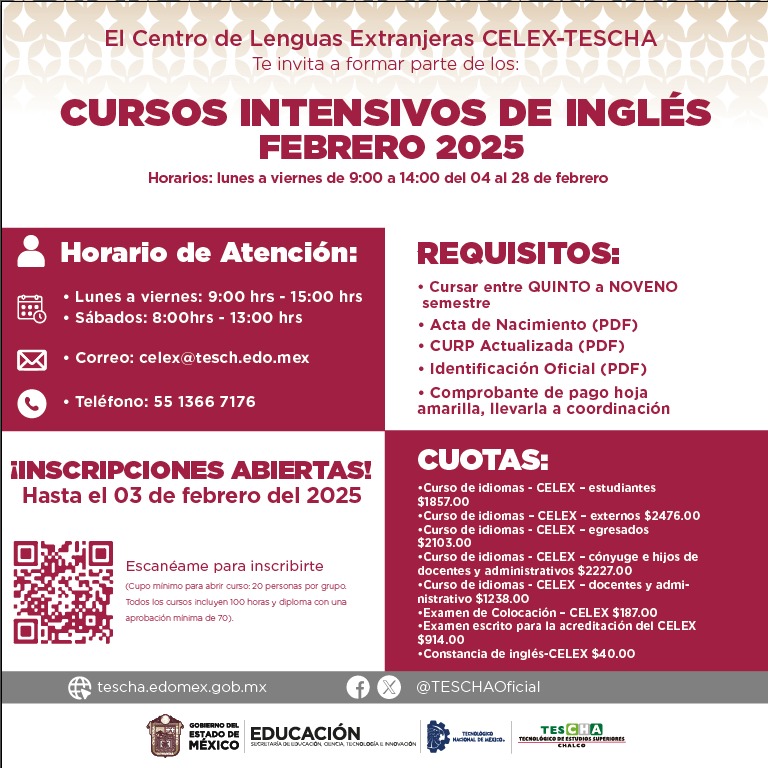 El Centro de Lenguas Extranjeras CELEX-TESCHA
Te invita a formar parte de los:
CURSOS INTENSIVOS DE INGLÉS
FEBRERO 2025
Horarios: lunes a viernes de 9:00 a 14:00 del 04 al 28 de febrero
Horario de Atención:
• Lunes a viernes: 9:00 hrs - 15:00 hrs
• Sábados: 8:00hrs - 13:00 hrs
• Correo: celex@tesch.edo.mex
• Teléfono: 55 1366 7176
REQUISITOS:
• Cursar entre QUINTO a NOVENO
semestre
• Acta de Nacimiento (PDF)
• CURP Actualizada (PDF)
• Identificación Oficial (PDF)
• Comprobante de pago hoja
amarilla, llevarla a coordinación
¡INSCRIPCIONES ABIERTAS!
Hasta el 03 de febrero del 2025
Escanéame para inscribirte
(Cupo mínimo para abrir curso: 20 personas por grupo.
Todos los cursos incluyen 100 horas y diploma con una
aprobación mínima de 70).
CUOTAS:
•Curso de idiomas - CELEX – estudiantes
$1857.00
•Curso de idiomas – CELEX – externos $2476.00
•Curso de idiomas - CELEX – egresados
$2103.00
•Curso de idiomas - CELEX – cónyuge e hijos de
docentes y administrativos $2227.00
•Curso de idiomas - CELEX – docentes y admi-
nistrativo $1238.00
•Examen de Colocación – CELEX $187.00
•Examen escrito para la acreditación del CELEX
$914.00
•Constancia de inglés-CELEX $40.00
tescha.edomex.gob.mx
@TESCHAOficial
GOBIERNO DEL
ESTADO DE
MÉXICO
EDUCACIÓN
SECRETARÍA DE EDUCACIÓN, CIENCIA, TECNOLOGÍA E INNOVACIÓN
TECNOLÓGICO
NACIONAL DE MÉXICO
TESCHA
TECNOLÓGICO DE ESTUDIOS SUPERIORES
CHALCO